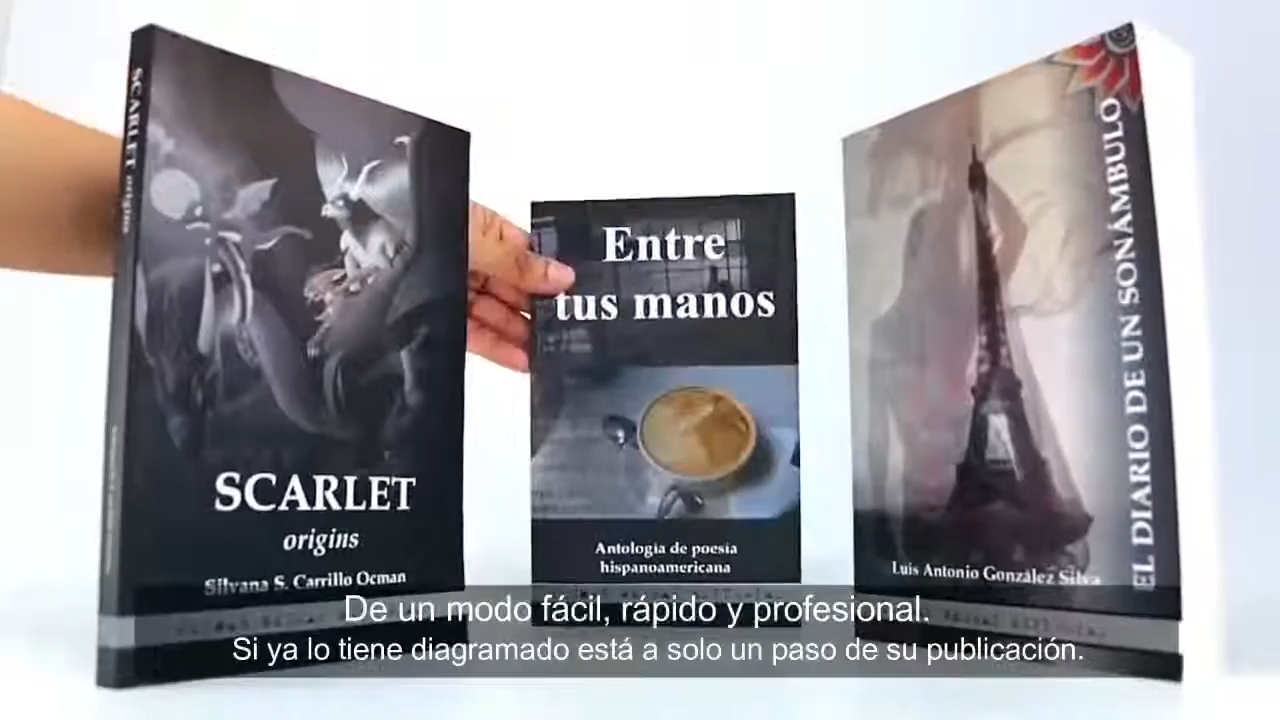 SCARLET origins
SCARLET
origins
Silvana S. Carrillo Ocman
Entre
tus manos
Antología de poesía
hispanoamericana
EL DIARIO DE UN SONÁMBULO
Luis Antonio González Silva
De un modo fácil, rápido y profesional.
Si ya lo tiene diagramado está a solo un paso de su publicación.